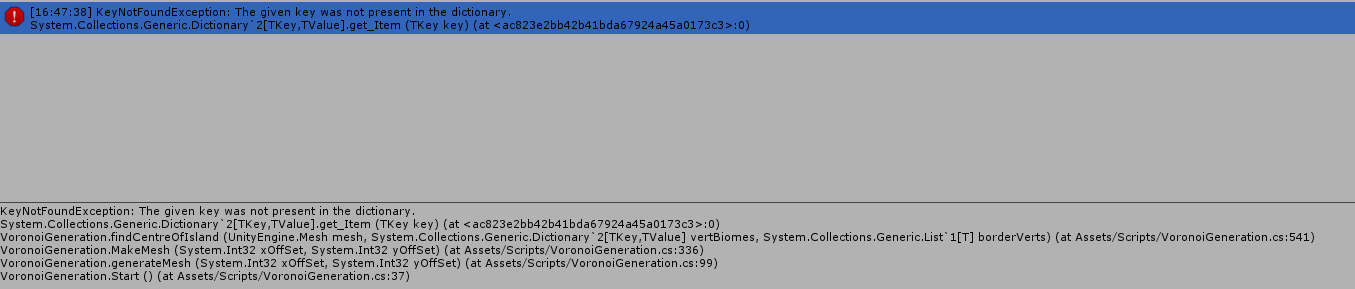 [16:47:38] KeyNotFoundException: The given key was not present in the dictionary.
System.Collections.Generic.Dictionary`2[TKey,TValue].get_Item (TKey key) (at <ac823e2bb42b41bda67924a45a0173c3>:0)
KeyNotFoundException: The given key was not present in the dictionary.
System.Collections.Generic.Dictionary`2[TKey,TValue].get_Item (TKey key) (at <ac823e2bb42b41bda67924a45a0173c3>:0)
VoronoiGeneration.findCentreOfIsland (UnityEngine.Mesh mesh, System.Collections.Generic.Dictionary`2[TKey,TValue] vertBiomes, System.Collections.Generic.List`1[T] borderVerts) (at Assets/Scripts/VoronoiGeneration.cs:541)
VoronoiGeneration.MakeMesh (System.Int32 xOffSet, System.Int32 yOffSet) (at Assets/Scripts/VoronoiGeneration.cs:336)
VoronoiGeneration.generateMesh (System.Int32 xOffSet, System.Int32 yOffSet) (at Assets/Scripts/VoronoiGeneration.cs:99)
VoronoiGeneration.Start () (at Assets/Scripts/VoronoiGeneration.cs:37)